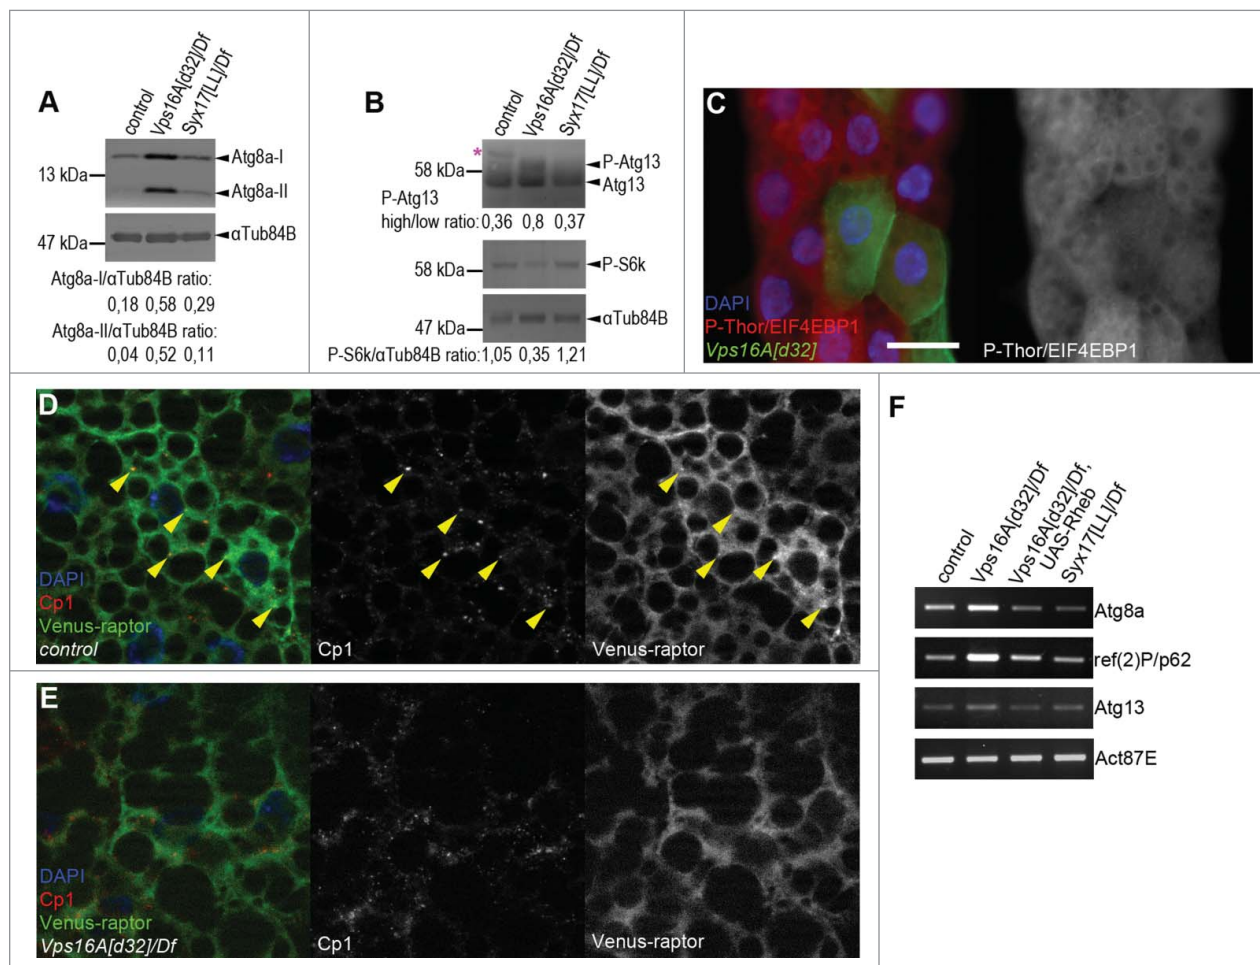 A
control
Vps16A[d32]/Df
Syx17[LL]/Df
Atg8a-I
13 kDa
Atg8a-II
αTub84B
47 kDa
Atg8a-I/αTub84B ratio:
0,18 0,58 0,29
Atg8a-II/αTub84B ratio:
0,04 0,52 0,11
B
control
Vps16A[d32]/Df
Syx17[LL]/Df
*
58 kDa
P-Atg13
Atg13
P-Atg13
high/low ratio: 0,36 0,8 0,37
58 kDa
P-S6k
αTub84B
47 kDa
P-S6k/αTub84B ratio: 1,05 0,35 1,21
C
DAPI
P-Thor/EIF4EBP1
Vps16A[d32]
P-Thor/EIF4EBP1
D
DAPI
Cp1
Venus-raptor
control
Cp1
Venus-raptor
E
DAPI
Cp1
Venus-raptor
Vps16A[d32]/Df
Cp1
Venus-raptor
F
control
Vps16A[d32]/Df
Vps16A[d32]/Df,
UAS-Rheb
Syx17[LL]/Df
Atg8a
ref(2)P/p62
Atg13
Act87E